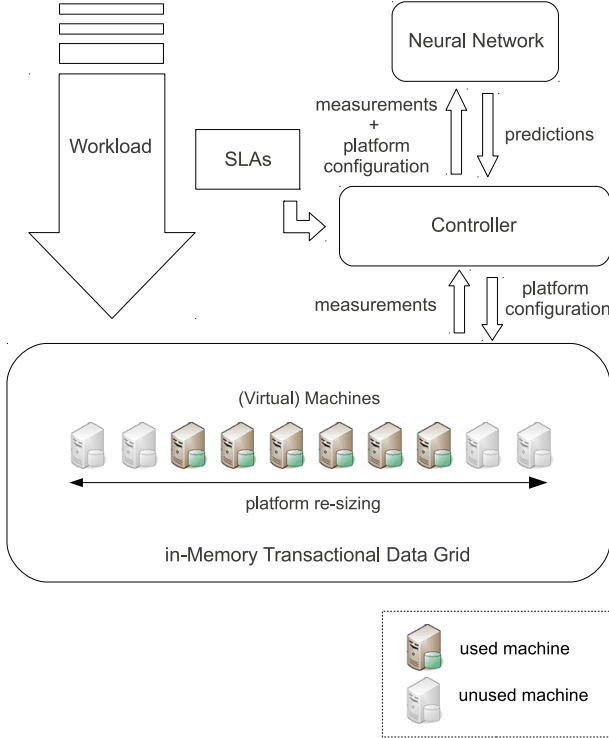 Neural Network
measurements
+
platform
configuration
predictions
Workload
SLAs
Controller
measurements
platform
configuration
(Virtual) Machines
platform re-sizing
in-Memory Transactional Data Grid
used machine
unused machine